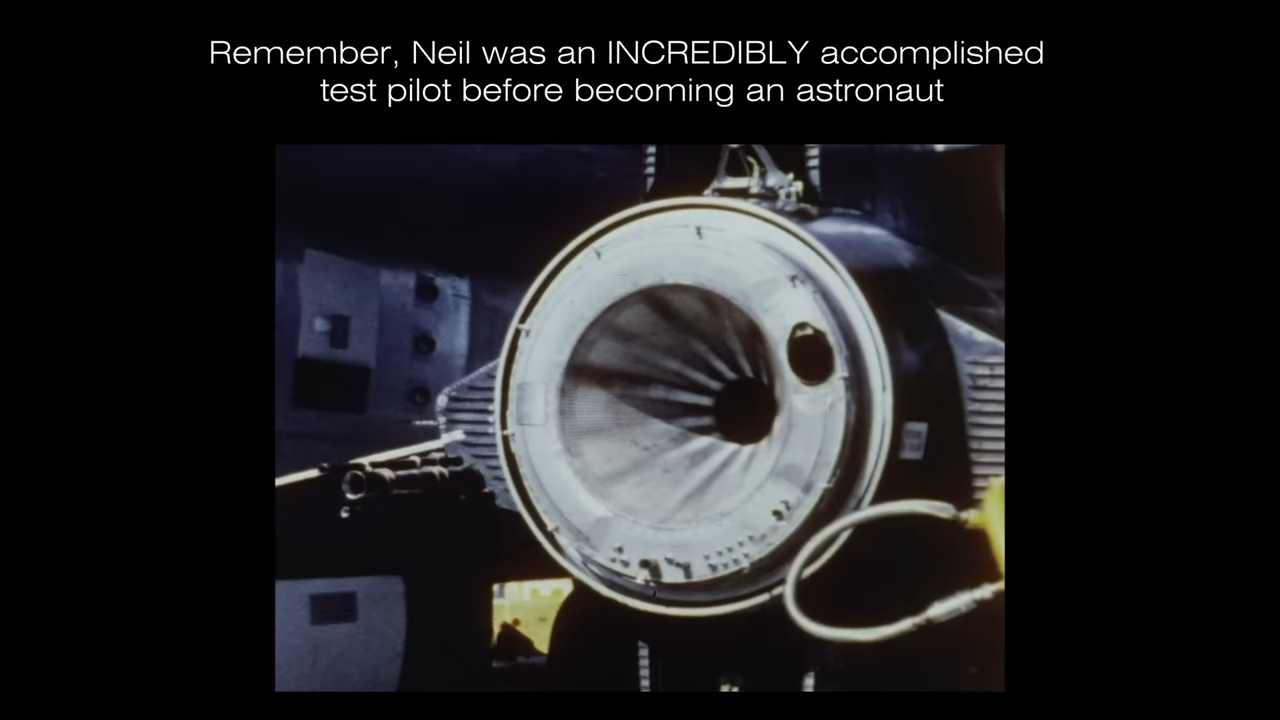 Remember, Neil was an INCREDIBLY accomplished
test pilot before becoming an astronaut